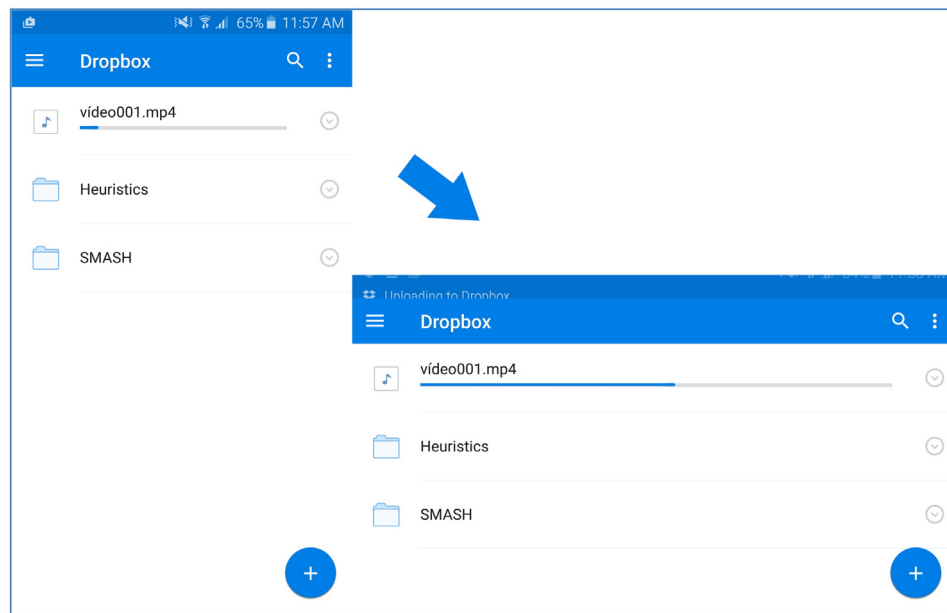 65% 11:57 AM
Dropbox
vídeo001.mp4
Heuristics
SMASH
Uploading to Dropbox
Dropbox
vídeo001.mp4
Heuristics
SMASH